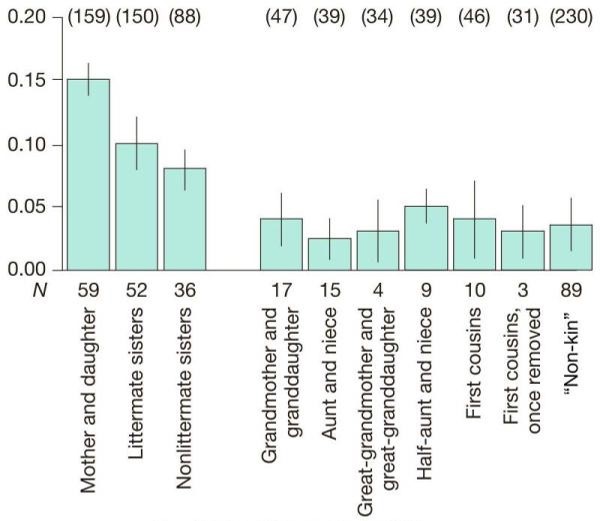 0.20 (159) (150) (88) (47) (39) (34) (39) (46) (31) (230)
0.15
0.10
0.05
0.00
N 59 52 36 17 15 4 9 10 3 89
Mother and daughter
Littermate sisters
Nonlittermate sisters
Grandmother and
granddaughter
Aunt and niece
Great-grandmother and
great-granddaughter
Half-aunt and niece
First cousins
First cousins,
once removed
“Non-kin”